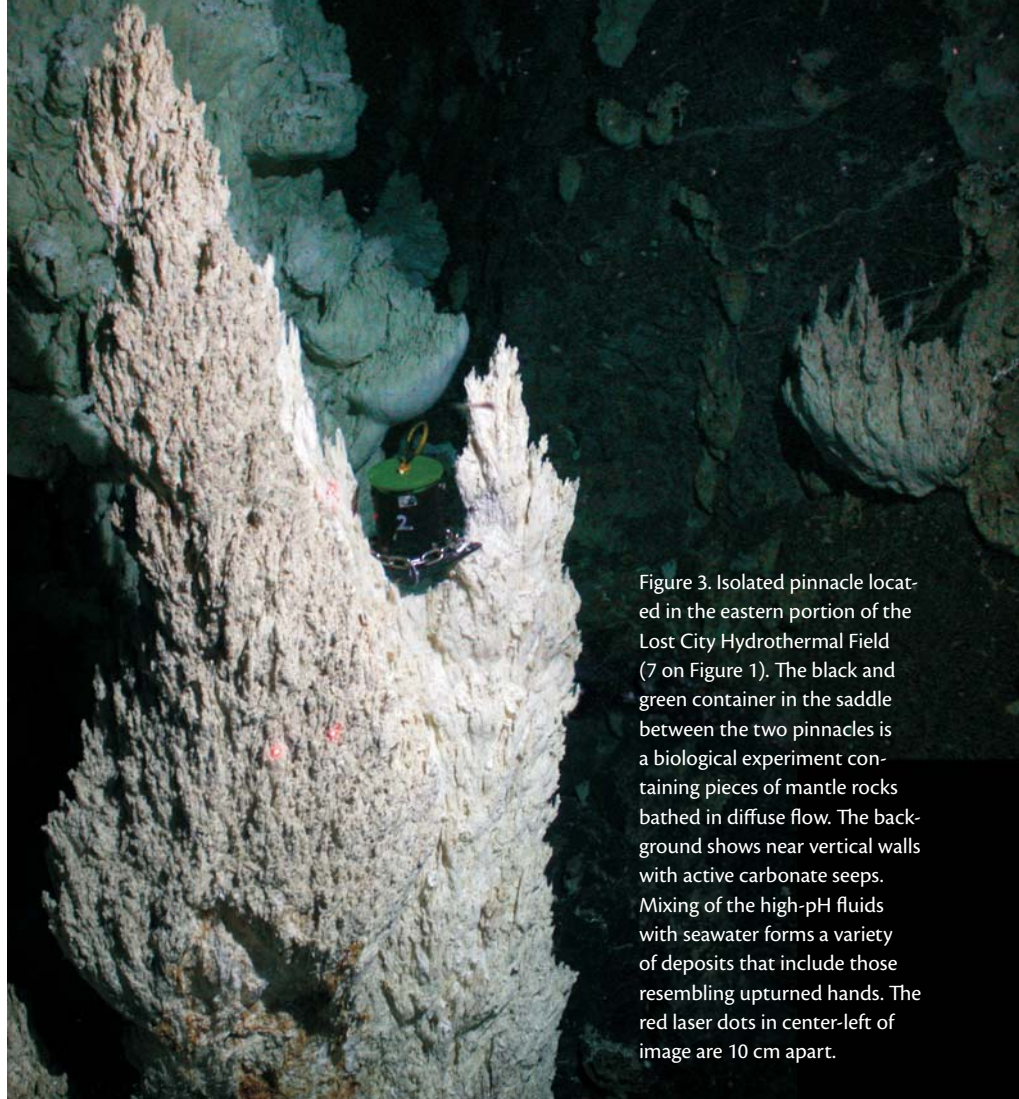 2
Figure 3. Isolated pinnacle locat-
ed in the eastern portion of the
Lost City Hydrothermal Field
(7 on Figure 1). The black and
green container in the saddle
between the two pinnacles is
a biological experiment con-
taining pieces of mantle rocks
bathed in diffuse flow. The back-
ground shows near vertical walls
with active carbonate seeps.
Mixing of the high-pH fluids
with seawater forms a variety
of deposits that include those
resembling upturned hands. The
red laser dots in center-left of
image are 10 cm apart.